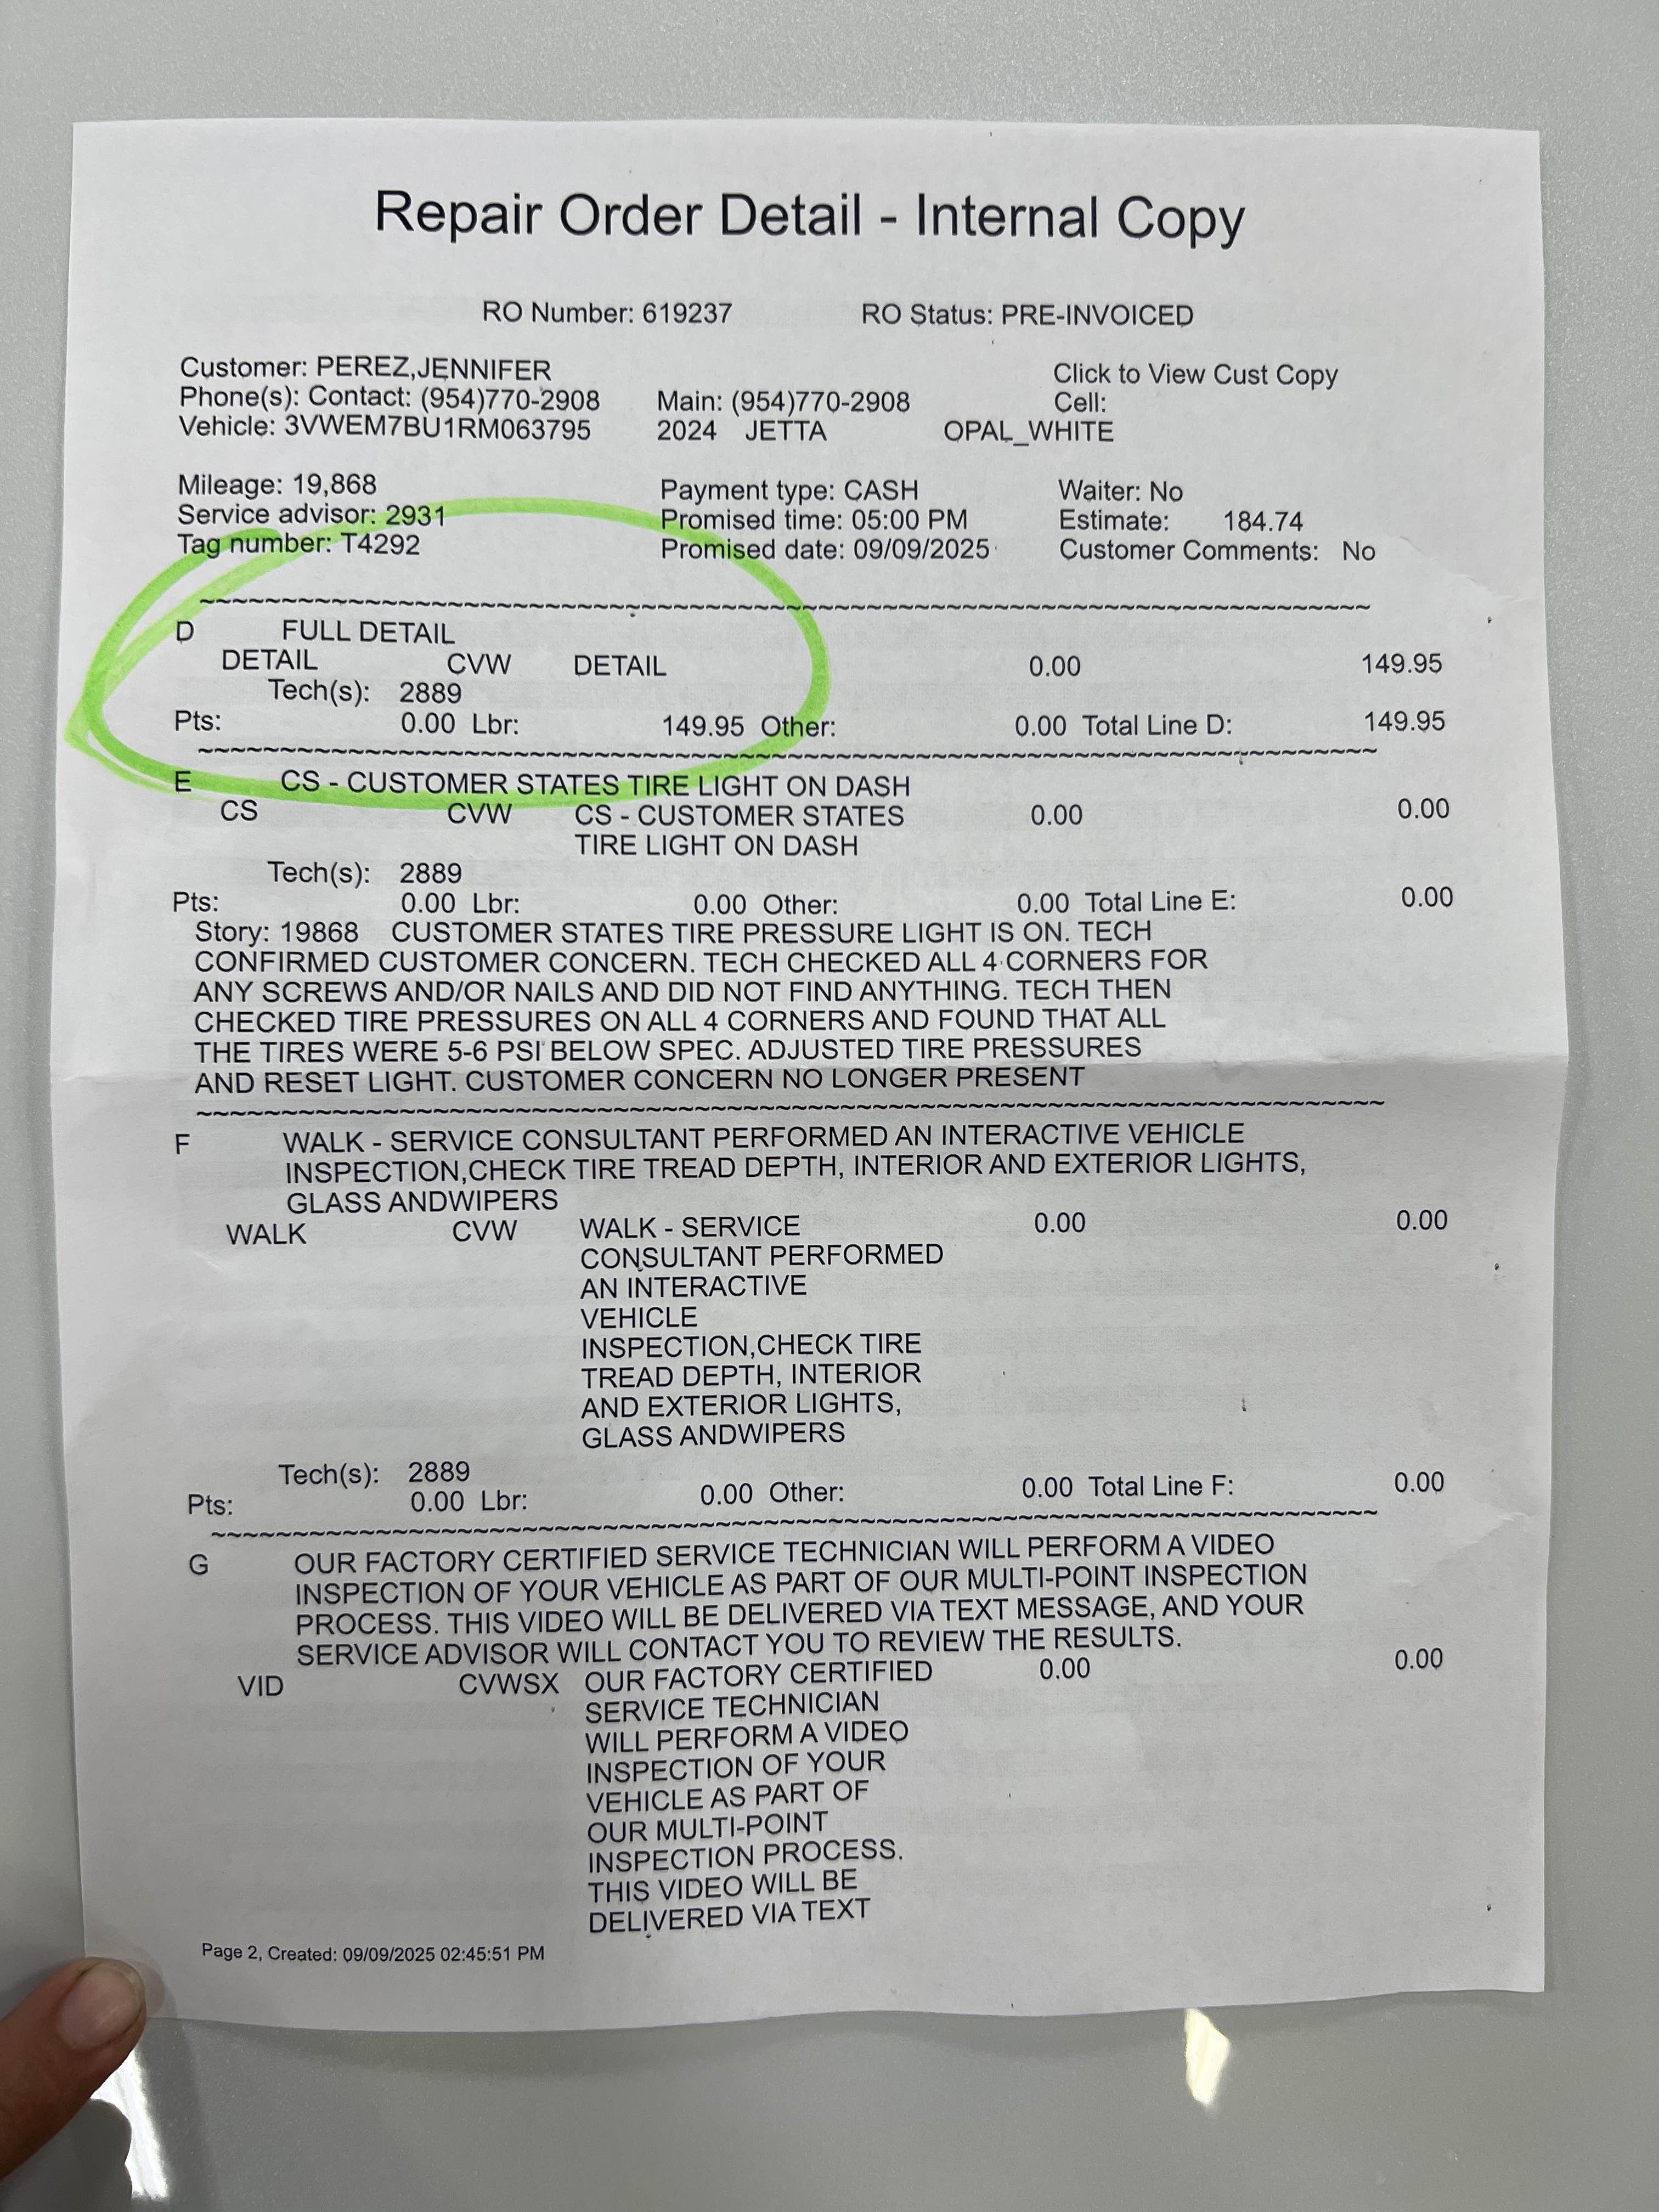 Repair Order Detail - Internal Copy
RO Number: 619237 RO Status: PRE-INVOICED
Customer: PEREZ,JENNIFER Click to View Cust Copy
Phone(s): Contact: (954)770-2908 Main: (954)770-2908 Cell:
Vehicle: 3VWEM7BU1RM063795 2024 JETTA OPAL_WHITE
Mileage: 19,868 Payment type: CASH Waiter: No
Service advisor: 2931 Promised time: 05:00 PM Estimate: 184.74
Tag number: T4292 Promised date: 09/09/2025 Customer Comments: No
~~~~~~~~~~~~~~~~~~~~~~~~~~~~~~~~~~~~~~~~~~~~~~~~~~~~~~~~~~~~~~~~~~~~~~~~~~~~~~~~
D FULL DETAIL
DETAIL CVW DETAIL 0.00 149.95
Tech(s): 2889
Pts: 0.00 Lbr: 149.95 Other: 0.00 Total Line D: 149.95
~~~~~~~~~~~~~~~~~~~~~~~~~~~~~~~~~~~~~~~~~~~~~~~~~~~~~~~~~~~~~~~~~~~~~~~~~~~~~~~~
E CS - CUSTOMER STATES TIRE LIGHT ON DASH
CS CVW CS - CUSTOMER STATES 0.00 0.00
TIRE LIGHT ON DASH
Tech(s): 2889
Pts: 0.00 Lbr: 0.00 Other: 0.00 Total Line E: 0.00
Story: 19868 CUSTOMER STATES TIRE PRESSURE LIGHT IS ON. TECH
CONFIRMED CUSTOMER CONCERN. TECH CHECKED ALL 4 CORNERS FOR
ANY SCREWS AND/OR NAILS AND DID NOT FIND ANYTHING. TECH THEN
CHECKED TIRE PRESSURES ON ALL 4 CORNERS AND FOUND THAT ALL
THE TIRES WERE 5-6 PSI BELOW SPEC. ADJUSTED TIRE PRESSURES
AND RESET LIGHT. CUSTOMER CONCERN NO LONGER PRESENT
~~~~~~~~~~~~~~~~~~~~~~~~~~~~~~~~~~~~~~~~~~~~~~~~~~~~~~~~~~~~~~~~~~~~~~~~~~~~~~~~
F WALK - SERVICE CONSULTANT PERFORMED AN INTERACTIVE VEHICLE
INSPECTION,CHECK TIRE TREAD DEPTH, INTERIOR AND EXTERIOR LIGHTS,
GLASS ANDWIPERS
WALK CVW WALK - SERVICE 0.00 0.00
CONSULTANT PERFORMED
AN INTERACTIVE
VEHICLE
INSPECTION,CHECK TIRE
TREAD DEPTH, INTERIOR
AND EXTERIOR LIGHTS,
GLASS ANDWIPERS
Tech(s): 2889
Pts: 0.00 Lbr: 0.00 Other: 0.00 Total Line F: 0.00
~~~~~~~~~~~~~~~~~~~~~~~~~~~~~~~~~~~~~~~~~~~~~~~~~~~~~~~~~~~~~~~~~~~~~~~~~~~~~~~~
G OUR FACTORY CERTIFIED SERVICE TECHNICIAN WILL PERFORM A VIDEO
INSPECTION OF YOUR VEHICLE AS PART OF OUR MULTI-POINT INSPECTION
PROCESS. THIS VIDEO WILL BE DELIVERED VIA TEXT MESSAGE, AND YOUR
SERVICE ADVISOR WILL CONTACT YOU TO REVIEW THE RESULTS.
VID CVWSX OUR FACTORY CERTIFIED 0.00 0.00
SERVICE TECHNICIAN
WILL PERFORM A VIDEO
INSPECTION OF YOUR
VEHICLE AS PART OF
OUR MULTI-POINT
INSPECTION PROCESS.
THIS VIDEO WILL BE
DELIVERED VIA TEXT
Page 2, Created: 09/09/2025 02:45:51 PM